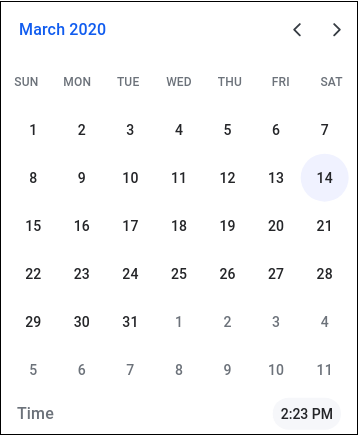 March 2020
SUN MON TUE WED THU FRI SAT
1 2 3 4 5 6 7
8 9 10 11 12 13 14
15 16 17 18 19 20 21
22 23 24 25 26 27 28
29 30 31 1 2 3 4
5 6 7 8 9 10 11
Time 2:23 PM